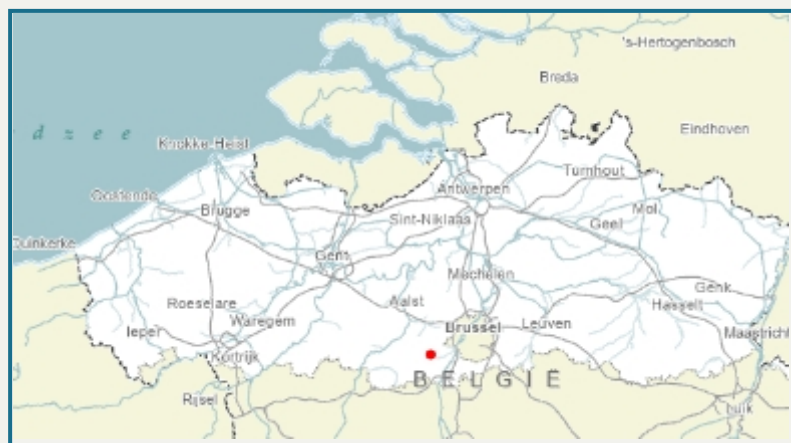 's-Hertogenbosch
Breda
Eindhoven
d z e e
Knokke-Heist
Turnhout
Oostende
Antwerpen
Mol
Brugge
Sint-Niklaas
Geel
Duinkerke
Gent
Mechelen
Genk
Roeselare
Aalst
Hasselt
Ieper
Waregem
Brussel
Leuven
Maastricht
Kortrijk
BELGIË
Rijsel
Luik